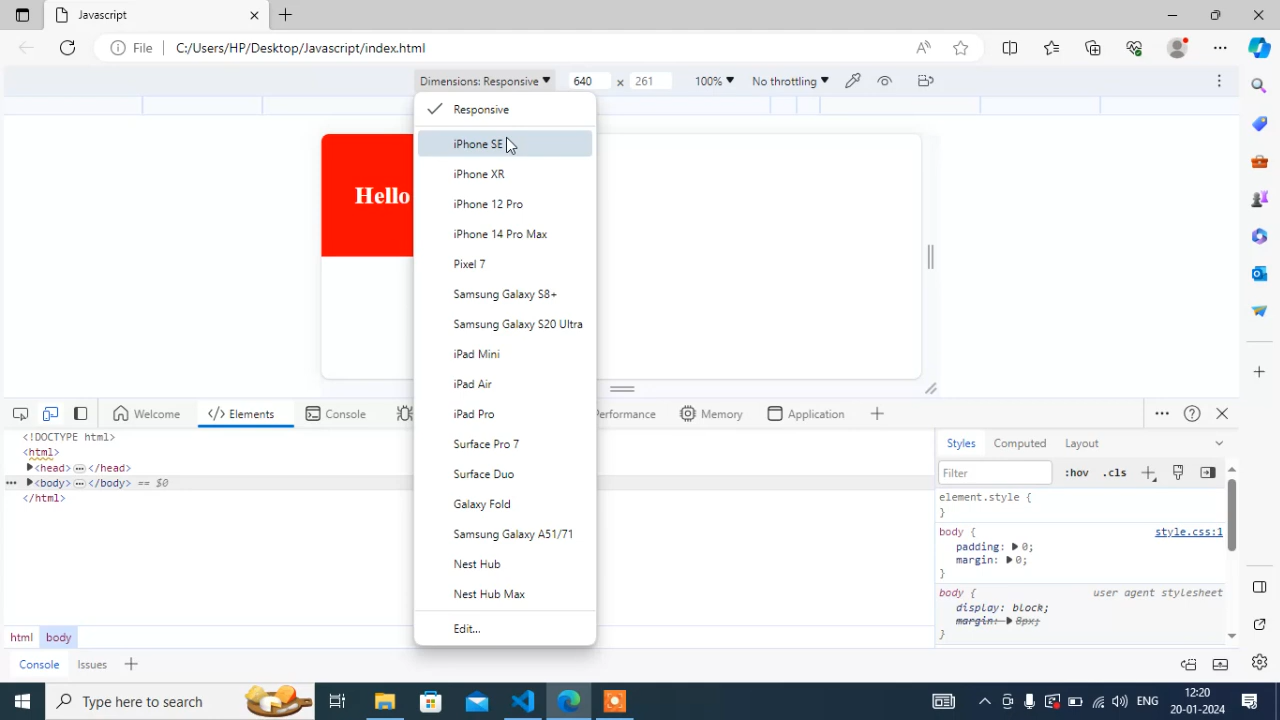 Javascript
File
C:/Users/HP/Desktop/Javascript/index.html
Dimensions: Responsive
640 × 261
100%
No throttling
Responsive
iPhone SE
iPhone XR
iPhone 12 Pro
iPhone 14 Pro Max
Pixel 7
Samsung Galaxy S8+
Samsung Galaxy S20 Ultra
iPad Mini
iPad Air
iPad Pro
Surface Pro 7
Surface Duo
Galaxy Fold
Samsung Galaxy A51/71
Nest Hub
Nest Hub Max
Edit...
Hello
Welcome
</> Elements
Console
Performance
Memory
Application
<!DOCTYPE html>
<html>
<head> ⋯ </head>
<body> ⋯ </body> == $0
</html>
html body
Styles Computed Layout
Filter
:hov .cls
element.style {
}
body { style.css:1
padding: 0;
margin: 0;
}
body { user agent stylesheet
display: block;
margin: 8px;
}
Console Issues
Type here to search
ENG
12:20
20-01-2024